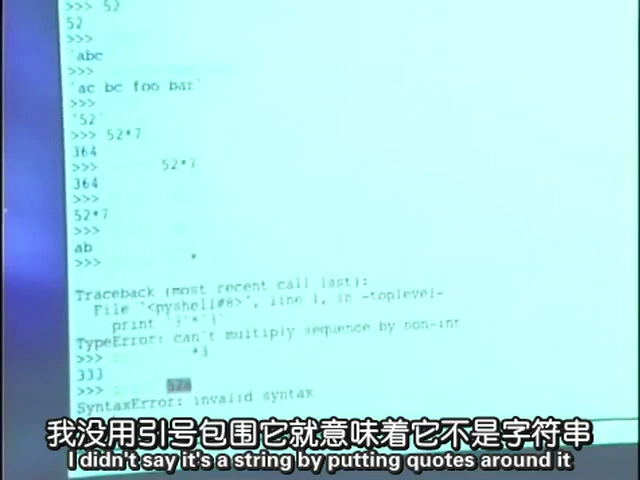 >>> 52
52
>>>
'abc
>>>
'ac bc foo bar'
>>>
'52'
>>> 52*7
364
>>> 52*7
364
>>>
52*7
>>>
ab
>>> *
Traceback (most recent call last):
File "<pyshell#8>", line 1, in -toplevel-
print '3'*'3'
TypeError: can't multiply sequence by non-int
>>> *3
333
>>> 52a
SyntaxError: invalid syntax
我没用引号包围它就意味着它不是字符串
I didn't say it's a string by putting quotes around it